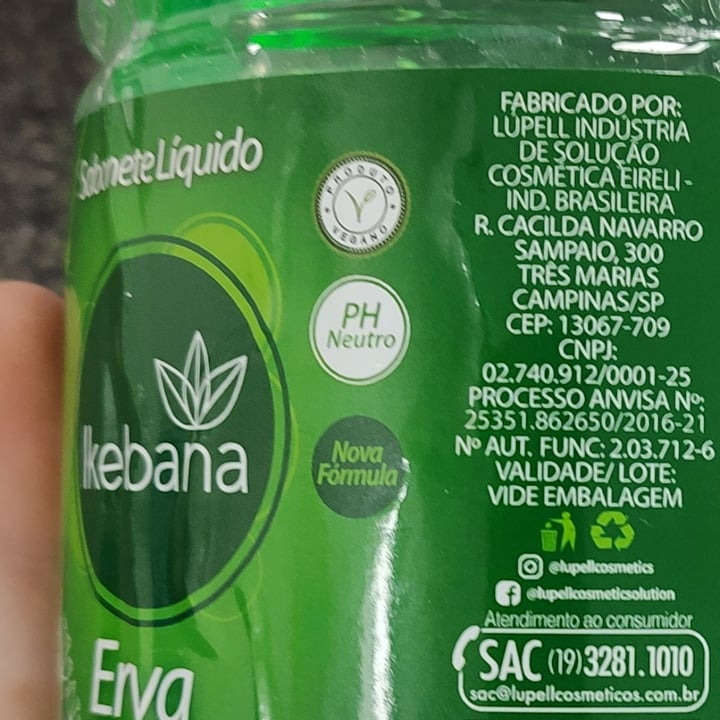 Sabonete Líquido
Ikebana
Erva
PRODUTO
VEGANO
PH
Neutro
Nova
Fórmula
FABRICADO POR:
LÚPELL INDÚSTRIA
DE SOLUÇÃO
COSMÉTICA EIRELI -
IND. BRASILEIRA
R. CACILDA NAVARRO
SAMPAIO, 300
TRÊS MARIAS
CAMPINAS/SP
CEP: 13067-709
CNPJ:
02.740.912/0001-25
PROCESSO ANVISA Nº:
25351.862650/2016-21
Nº AUT. FUNC: 2.03.712-6
VALIDADE/ LOTE:
VIDE EMBALAGEM
@lupellcosmetics
@lupellcosmeticsolution
Atendimento ao consumidor
SAC (19) 3281.1010
sac@lupellcosmeticos.com.br